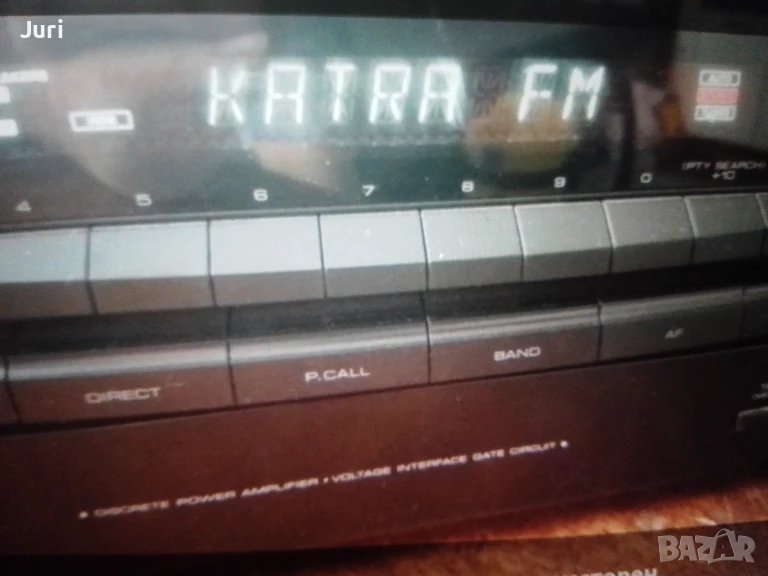 Juri
KATRA FM
4 5 6 7 8 9 0 (PTY SEARCH) +10
DIRECT P.CALL BAND AF
• DISCRETE POWER AMPLIFIER • VOLTAGE INTERFACE GATE CIRCUIT •
BAZAR